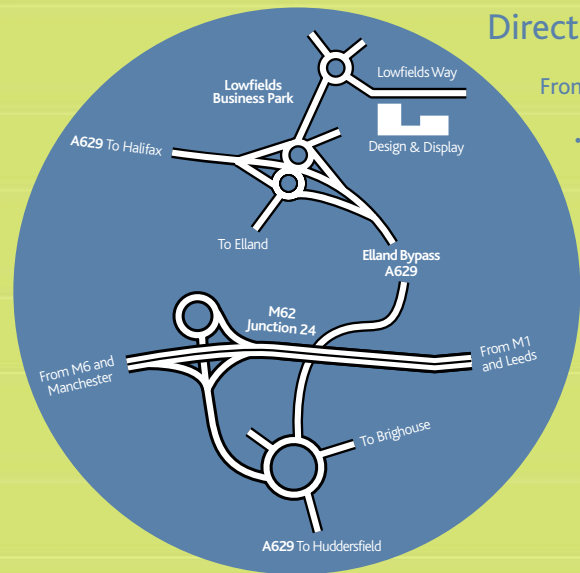 Direct
From
Lowfields Way
Lowfields
Business Park
A629 To Halifax
Design & Display
To Elland
Elland Bypass
A629
M62
Junction 24
From M6 and
Manchester
From M1
and Leeds
To Brighouse
A629 To Huddersfield